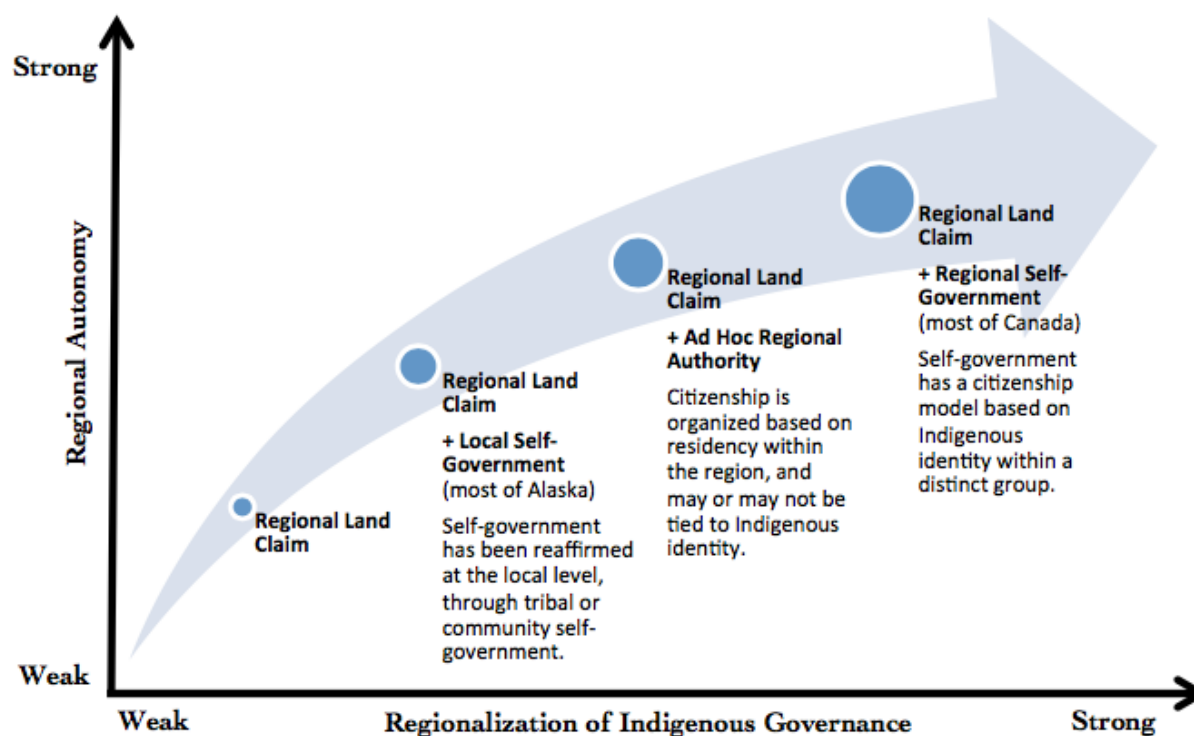 Strong
Regional Autonomy
Weak
Regional Land
Claim
Regional Land
Claim
+ Local Self-
Government
(most of Alaska)
Self-government
has been reaffirmed
at the local level,
through tribal or
community self-
government.
Regional Land
Claim
+ Ad Hoc Regional
Authority
Citizenship is
organized based on
residency within
the region, and
may or may not be
tied to Indigenous
identity.
Regional Land
Claim
+ Regional Self-
Government
(most of Canada)
Self-government
has a citizenship
model based on
Indigenous
identity within a
distinct group.
Weak
Regionalization of Indigenous Governance
Strong